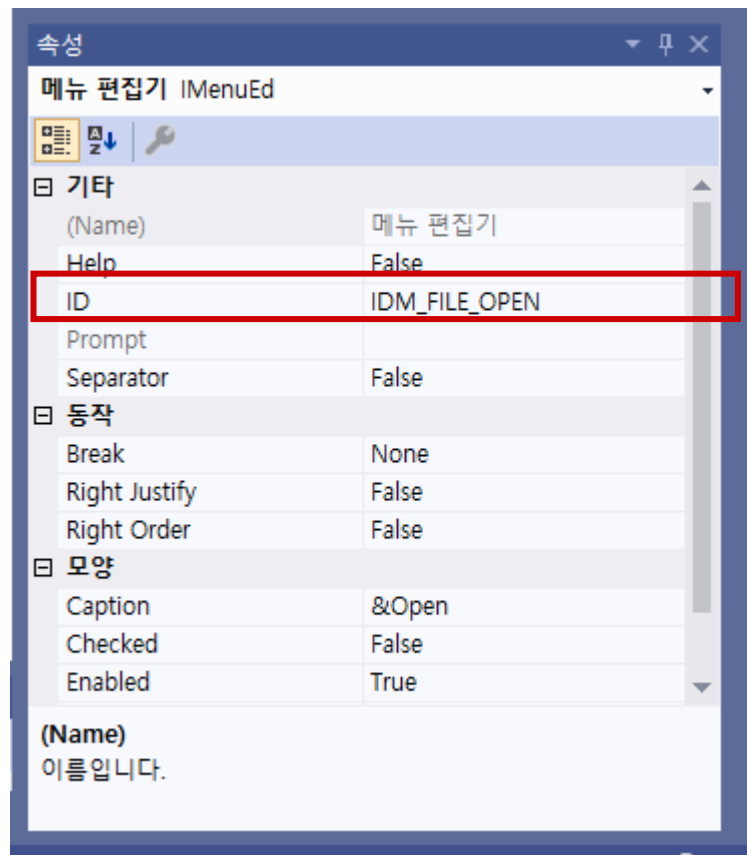 속성
메뉴 편집기 IMenuEd
기타
(Name) 메뉴 편집기
Help False
ID IDM_FILE_OPEN
Prompt
Separator False
동작
Break None
Right Justify False
Right Order False
모양
Caption &Open
Checked False
Enabled True
(Name)
이름입니다.